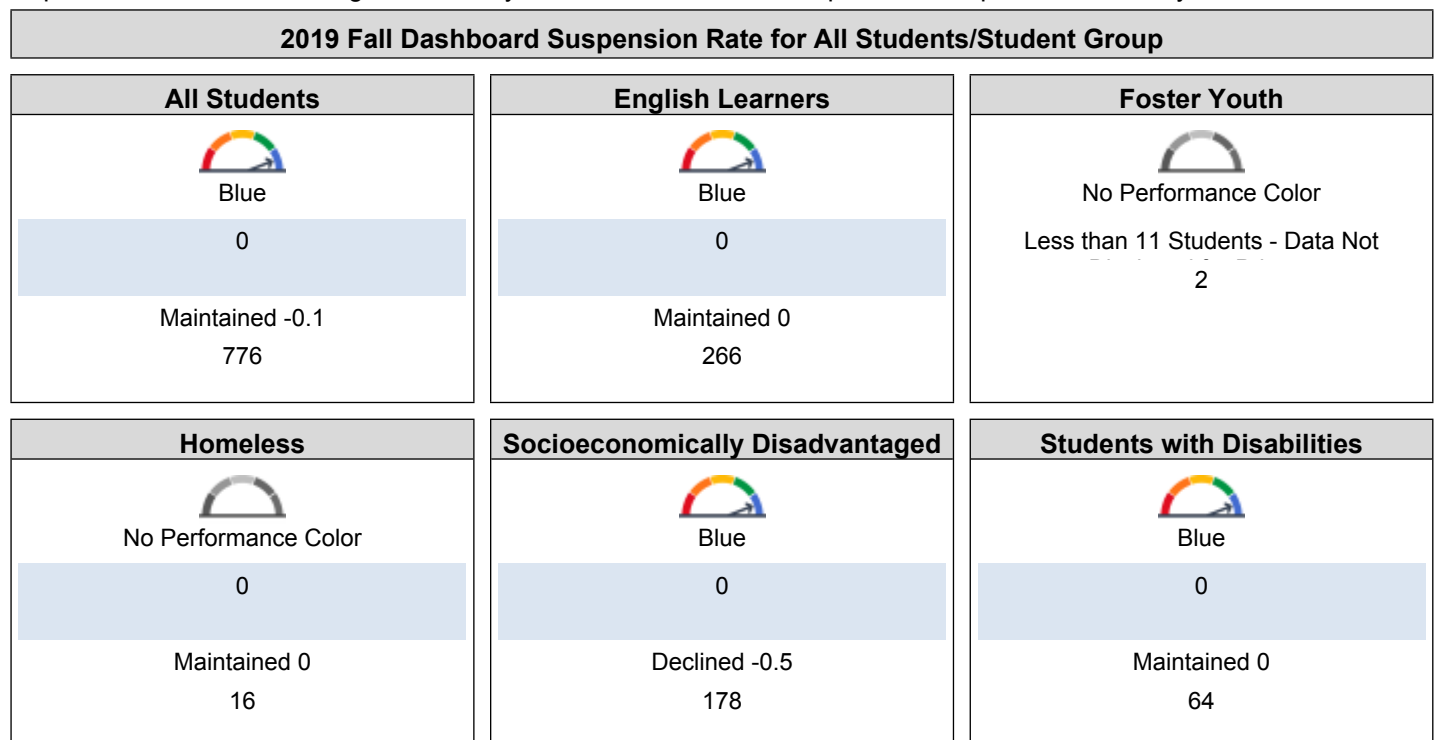 2019 Fall Dashboard Suspension Rate for All Students/Student Group
All Students
Blue
0
Maintained -0.1
776
English Learners
Blue
0
Maintained 0
266
Foster Youth
No Performance Color
Less than 11 Students - Data Not
2
Homeless
No Performance Color
0
Maintained 0
16
Socioeconomically Disadvantaged
Blue
0
Declined -0.5
178
Students with Disabilities
Blue
0
Maintained 0
64